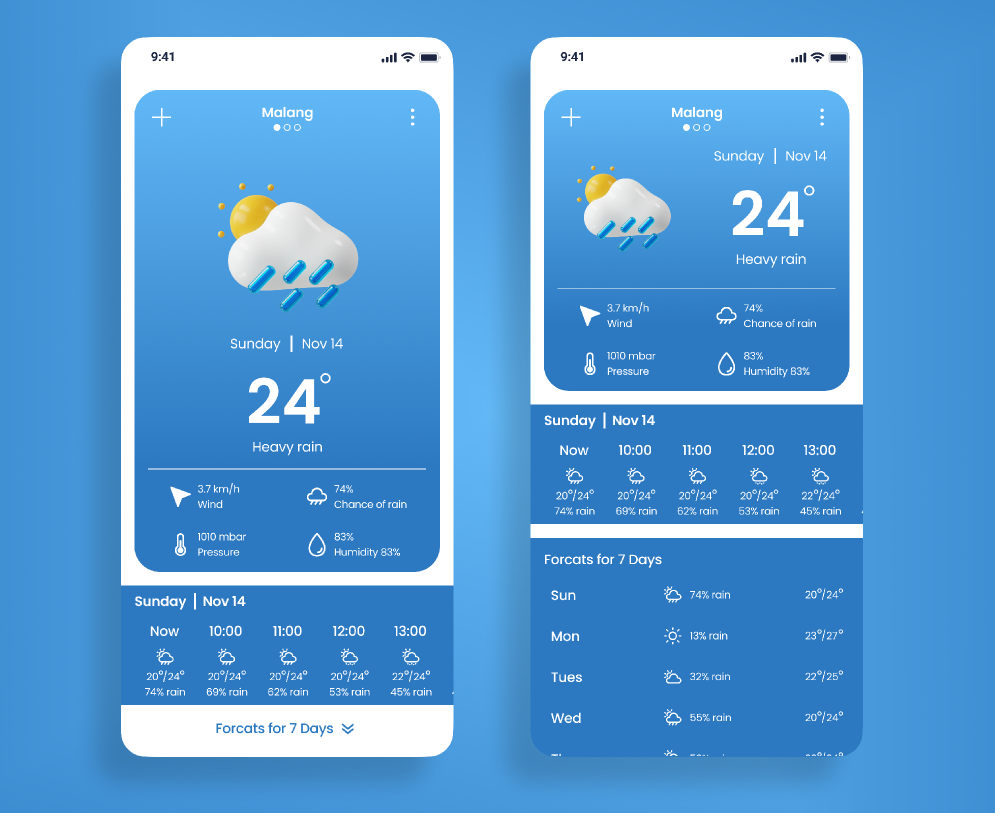 9:41
Malang
Sunday | Nov 14
24°
Heavy rain
3.7 km/h
Wind
74%
Chance of rain
1010 mbar
Pressure
83%
Humidity 83%
Sunday | Nov 14
Now 10:00 11:00 12:00 13:00
20°/24° 20°/24° 20°/24° 20°/24° 22°/24°
74% rain 69% rain 62% rain 53% rain 45% rain
Forcats for 7 Days
9:41
Malang
Sunday | Nov 14
24°
Heavy rain
3.7 km/h
Wind
74%
Chance of rain
1010 mbar
Pressure
83%
Humidity 83%
Sunday | Nov 14
Now 10:00 11:00 12:00 13:00
20°/24° 20°/24° 20°/24° 20°/24° 22°/24°
74% rain 69% rain 62% rain 53% rain 45% rain
Forcats for 7 Days
Sun 74% rain 20°/24°
Mon 13% rain 23°/27°
Tues 32% rain 22°/25°
Wed 55% rain 20°/24°